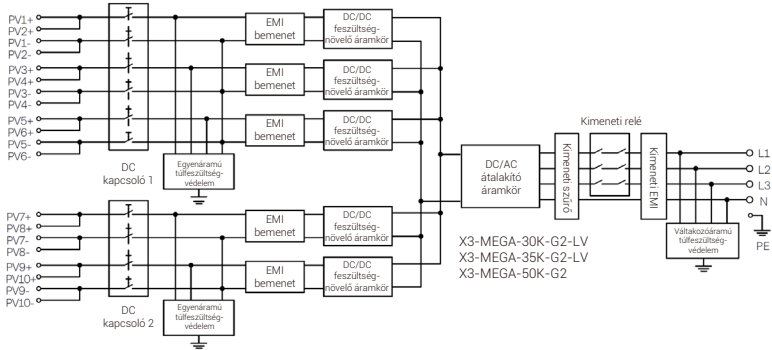 PV1+
PV2+
PV1-
PV2-
PV3+
PV4+
PV3-
PV4-
PV5+
PV6+
PV5-
PV6-
DC
kapcsoló 1
Egyenáramú
túlfeszültség-
védelem
EMI
bemenet
DC/DC
feszültség-
növelő áramkör
EMI
bemenet
DC/DC
feszültség-
növelő áramkör
EMI
bemenet
DC/DC
feszültség-
növelő áramkör
PV7+
PV8+
PV7-
PV8-
PV9+
PV10+
PV9-
PV10-
DC
kapcsoló 2
Egyenáramú
túlfeszültség-
védelem
EMI
bemenet
DC/DC
feszültség-
növelő áramkör
EMI
bemenet
DC/DC
feszültség-
növelő áramkör
DC/AC
átalakító
áramkör
Kimeneti szűrő
Kimeneti relé
Kimeneti EMI
L1
L2
L3
N
PE
Váltakozóáramú
túlfeszültség-
védelem
X3-MEGA-30K-G2-LV
X3-MEGA-35K-G2-LV
X3-MEGA-50K-G2